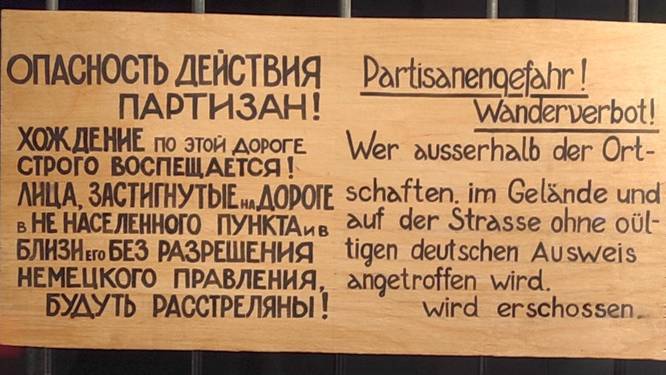 ОПАСНОСТЬ ДЕЙСТВИЯ
ПАРТИЗАН!
ХОЖДЕНИЕ ПО ЭТОЙ ДОРОГЕ
СТРОГО ВОСПЕЩАЕТСЯ!
ЛИЦА, ЗАСТИГНУТЫЕ НА ДОРОГЕ
В НЕ НАСЕЛЕННОГО ПУНКТА И В
БЛИЗИ ЕГО БЕЗ РАЗРЕШЕНИЯ
НЕМЕЦКОГО ПРАВЛЕНИЯ,
БУДУТЬ РАССТРЕЛЯНЫ!
Partisanengefahr!
Wanderverbot!
Wer ausserhalb der Ort-
schaften. im Gelände und
auf der Strasse ohne oül-
tigen deutschen Ausweis
angetroffen wird.
wird erschossen.